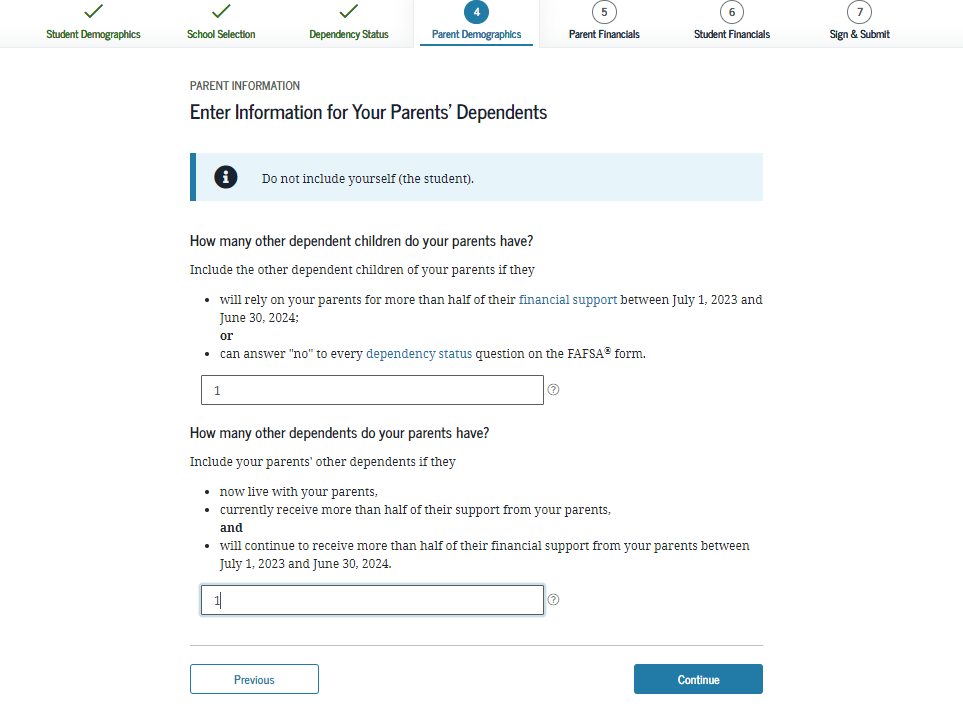 4 5 6 7
Student Demographics School Selection Dependency Status Parent Demographics Parent Financials Student Financials Sign & Submit
PARENT INFORMATION
Enter Information for Your Parents' Dependents
i Do not include yourself (the student).
How many other dependent children do your parents have?
Include the other dependent children of your parents if they
• will rely on your parents for more than half of their financial support between July 1, 2023 and
June 30, 2024;
or
• can answer "no" to every dependency status question on the FAFSA® form.
1 ?
How many other dependents do your parents have?
Include your parents' other dependents if they
• now live with your parents,
• currently receive more than half of their support from your parents,
and
• will continue to receive more than half of their financial support from your parents between
July 1, 2023 and June 30, 2024.
1 ?
Previous Continue